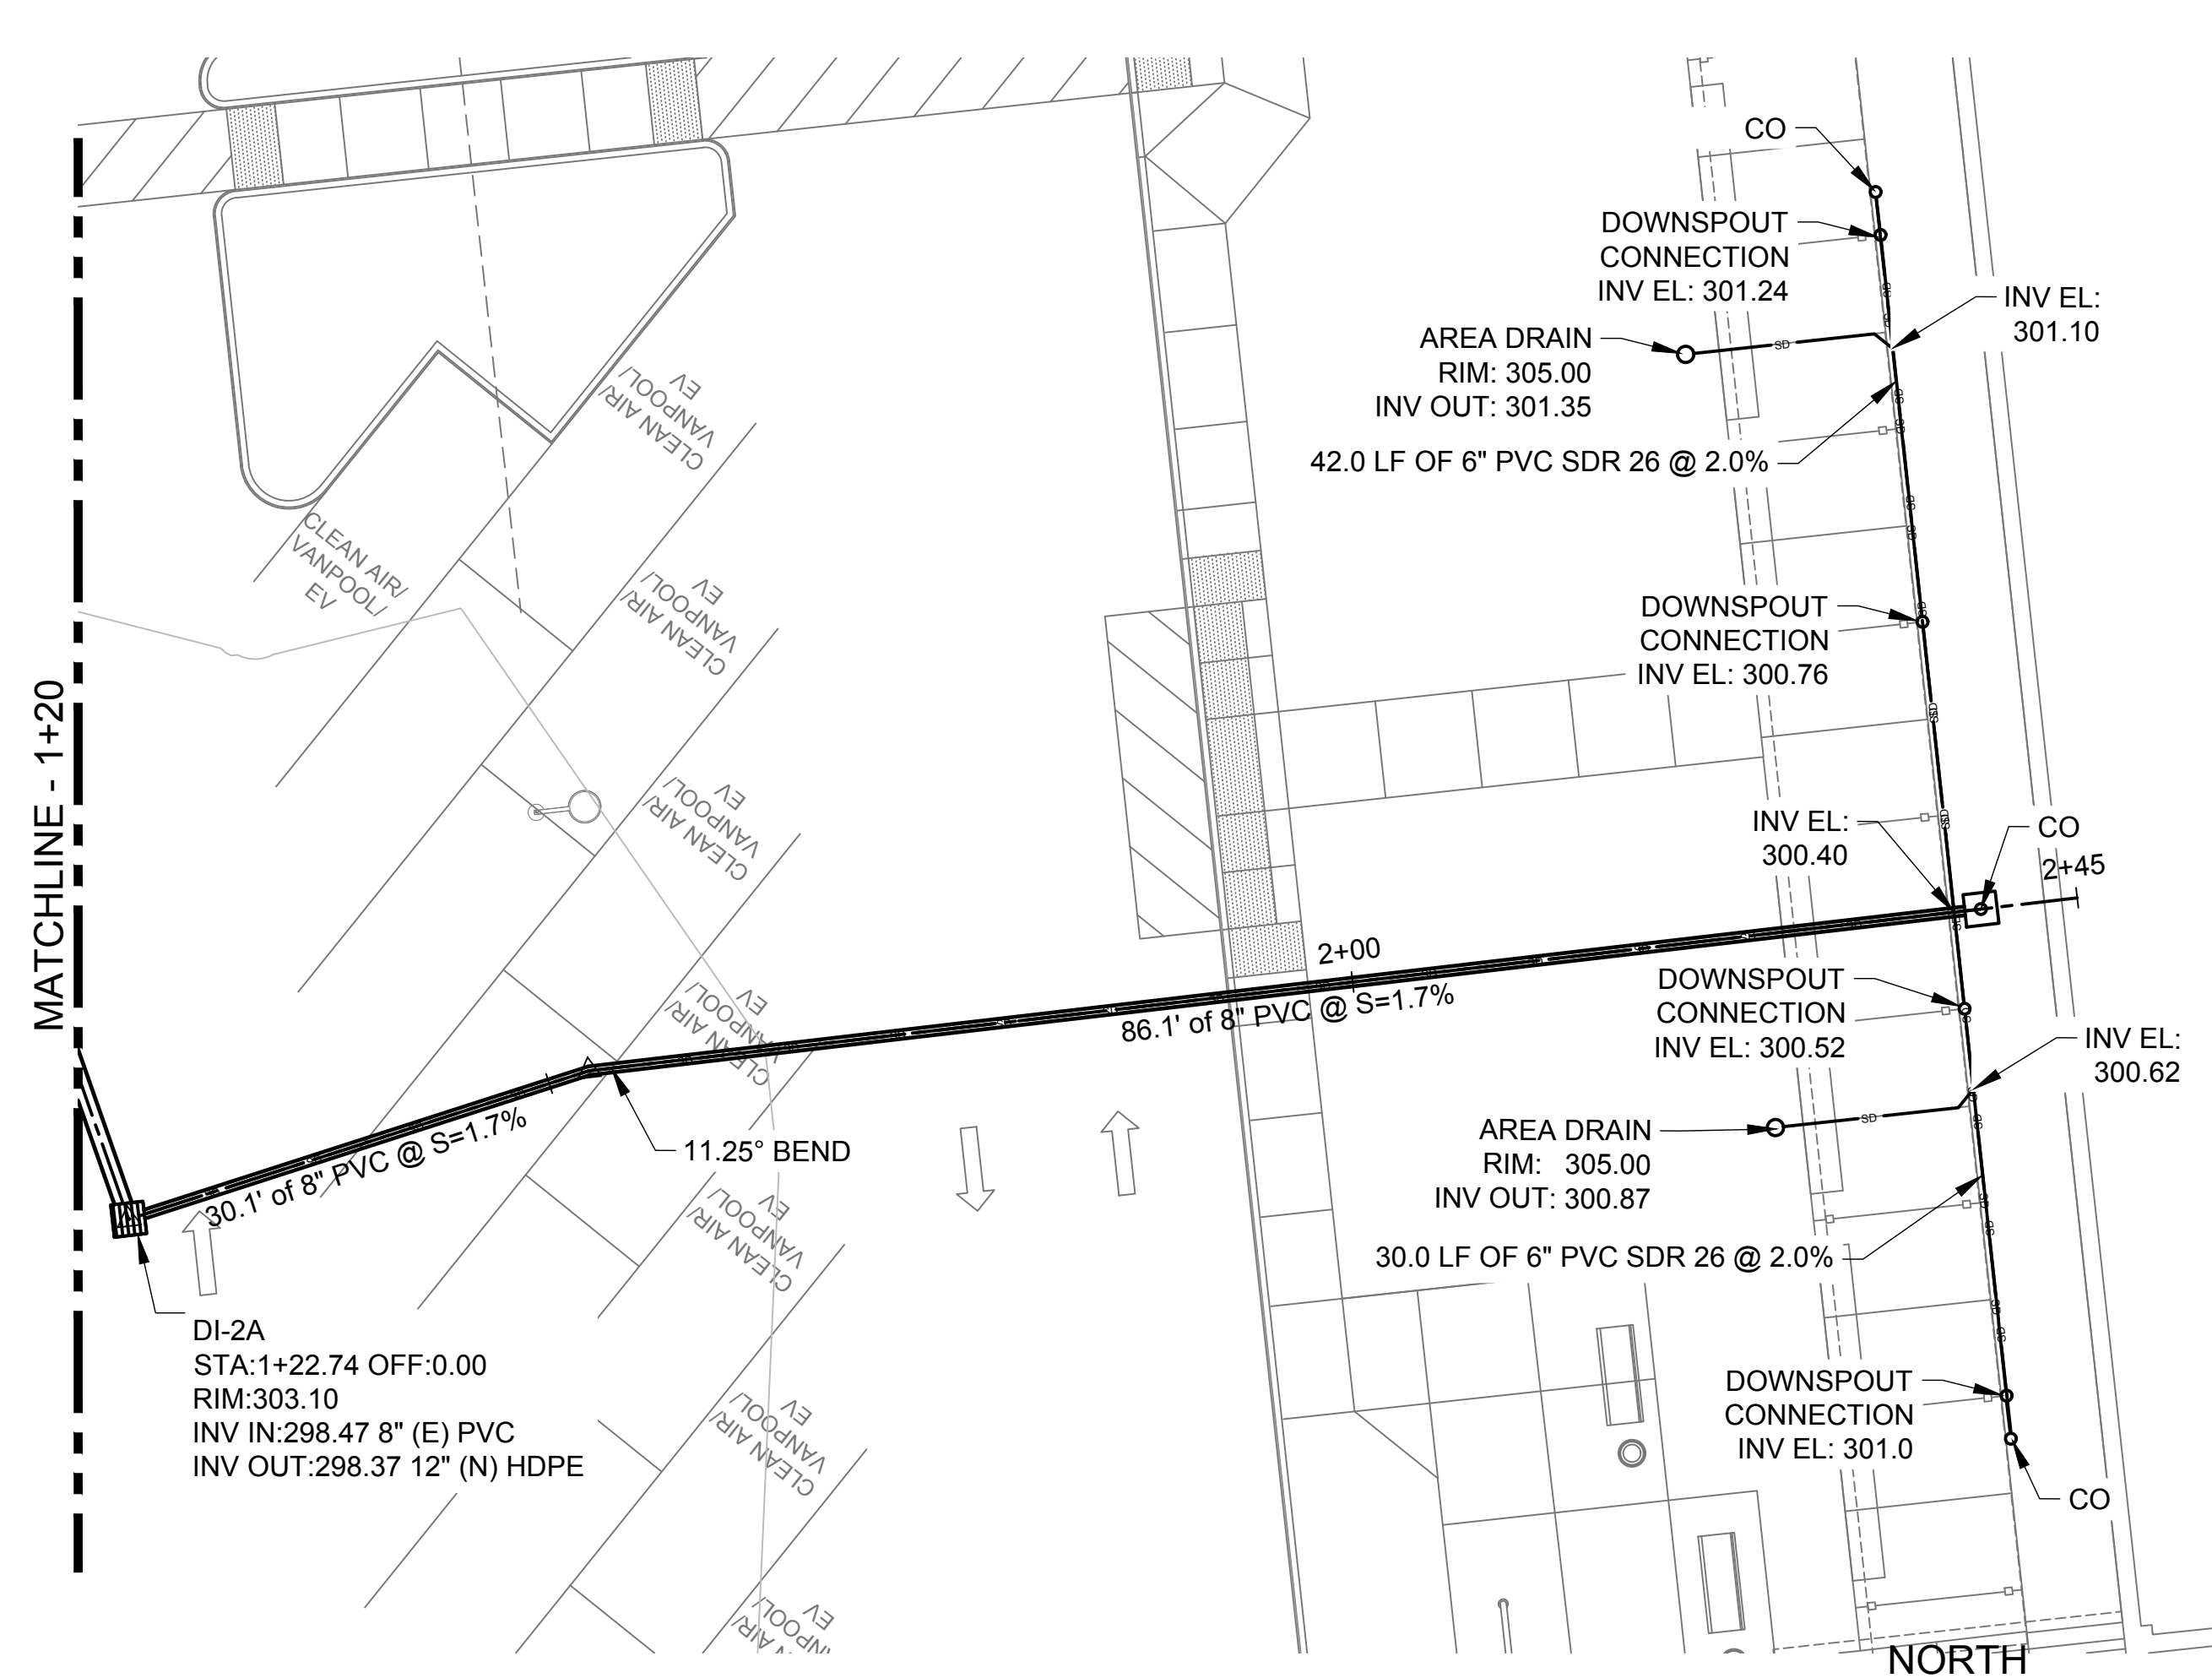 CO
DOWNSPOUT
CONNECTION
INV EL: 301.24
INV EL:
301.10
AREA DRAIN
RIM: 305.00
INV OUT: 301.35
42.0 LF OF 6" PVC SDR 26 @ 2.0%
CLEAN AIR/
VANPOOL/
EV
CLEAN AIR/
VANPOOL/
EV
CLEAN AIR/
VANPOOL/
EV
DOWNSPOUT
CONNECTION
INV EL: 300.76
MATCHLINE - 1+20
CLEAN AIR/
VANPOOL/
EV
INV EL:
300.40
CO
2+45
2+00
86.1' of 8" PVC @ S=1.7%
CLEAN AIR/
VANPOOL/
EV
DOWNSPOUT
CONNECTION
INV EL: 300.52
INV EL:
300.62
30.1' of 8" PVC @ S=1.7%
11.25° BEND
AREA DRAIN
RIM: 305.00
INV OUT: 300.87
CLEAN AIR/
VANPOOL/
EV
30.0 LF OF 6" PVC SDR 26 @ 2.0%
DI-2A
STA:1+22.74 OFF:0.00
RIM:303.10
INV IN:298.47 8" (E) PVC
INV OUT:298.37 12" (N) HDPE
CLEAN AIR/
VANPOOL/
EV
DOWNSPOUT
CONNECTION
INV EL: 301.0
CO
EV
NORTH
SD
SD